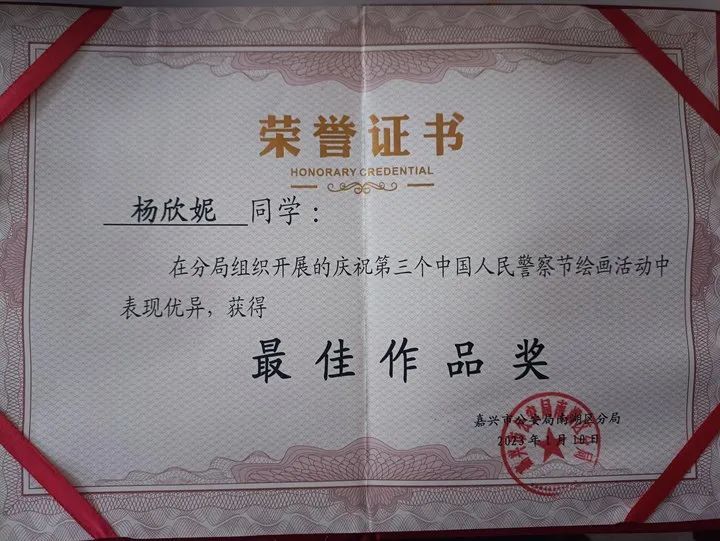 荣誉证书
HONORARY CREDENTIAL
杨欣妮 同学：
在分局组织开展的庆祝第三个中国人民警察节绘画活动中
表现优异，获得
最佳作品奖
嘉兴市公安局南湖区分局
2023年1月10日